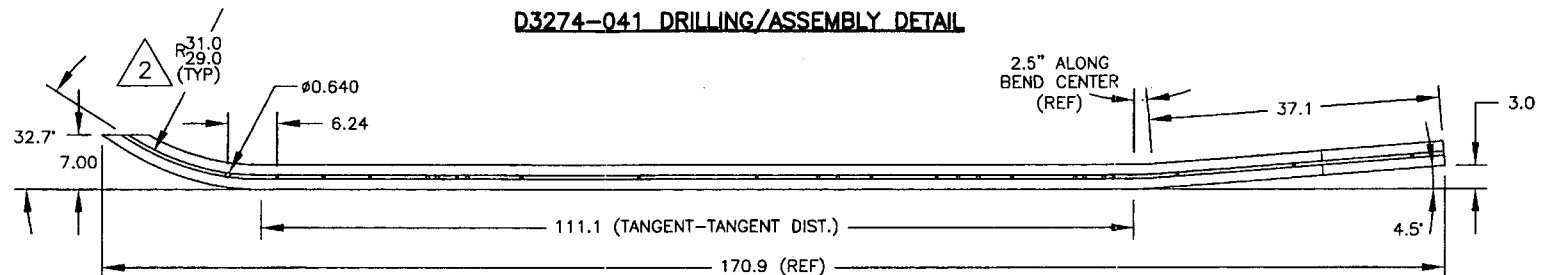 D3274-041 DRILLING/ASSEMBLY DETAIL
2
R31.0
29.0
(TYP)
ø0.640
6.24
2.5" ALONG
BEND CENTER
(REF)
37.1
3.0
32.7°
7.00
111.1 (TANGENT-TANGENT DIST.)
4.5°
170.9 (REF)